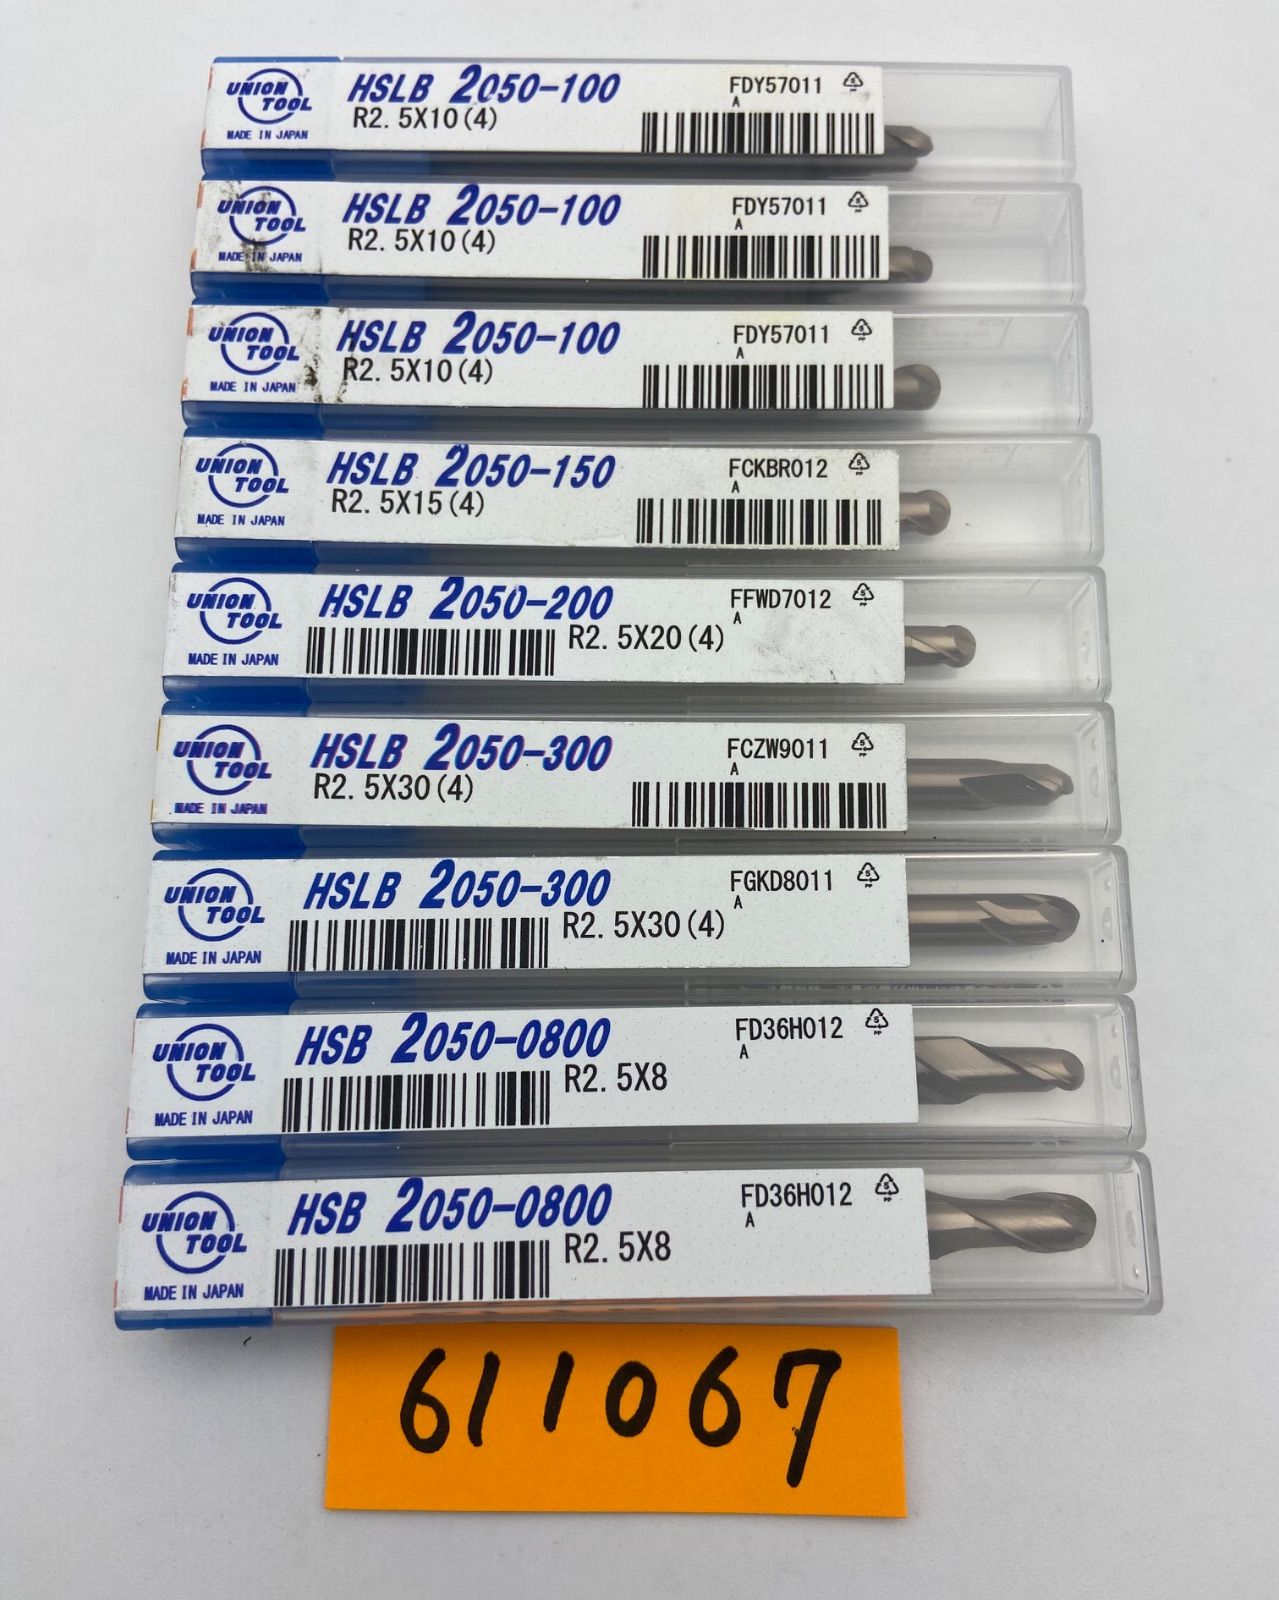 UNION TOOL
MADE IN JAPAN
HSLB 2050-100
R2.5X10(4)
FDY57011
A
UNION TOOL
MADE IN JAPAN
HSLB 2050-100
R2.5X10(4)
FDY57011
A
UNION TOOL
MADE IN JAPAN
HSLB 2050-100
R2.5X10(4)
FDY57011
A
UNION TOOL
MADE IN JAPAN
HSLB 2050-150
R2.5X15(4)
FCKBR012
A
UNION TOOL
MADE IN JAPAN
HSLB 2050-200
R2.5X20(4)
FFWD7012
A
UNION TOOL
MADE IN JAPAN
HSLB 2050-300
R2.5X30(4)
FCZW9011
A
UNION TOOL
MADE IN JAPAN
HSLB 2050-300
R2.5X30(4)
FGKD8011
A
UNION TOOL
MADE IN JAPAN
HSB 2050-0800
R2.5X8
FD36H012
A
UNION TOOL
MADE IN JAPAN
HSB 2050-0800
R2.5X8
FD36H012
A
611067